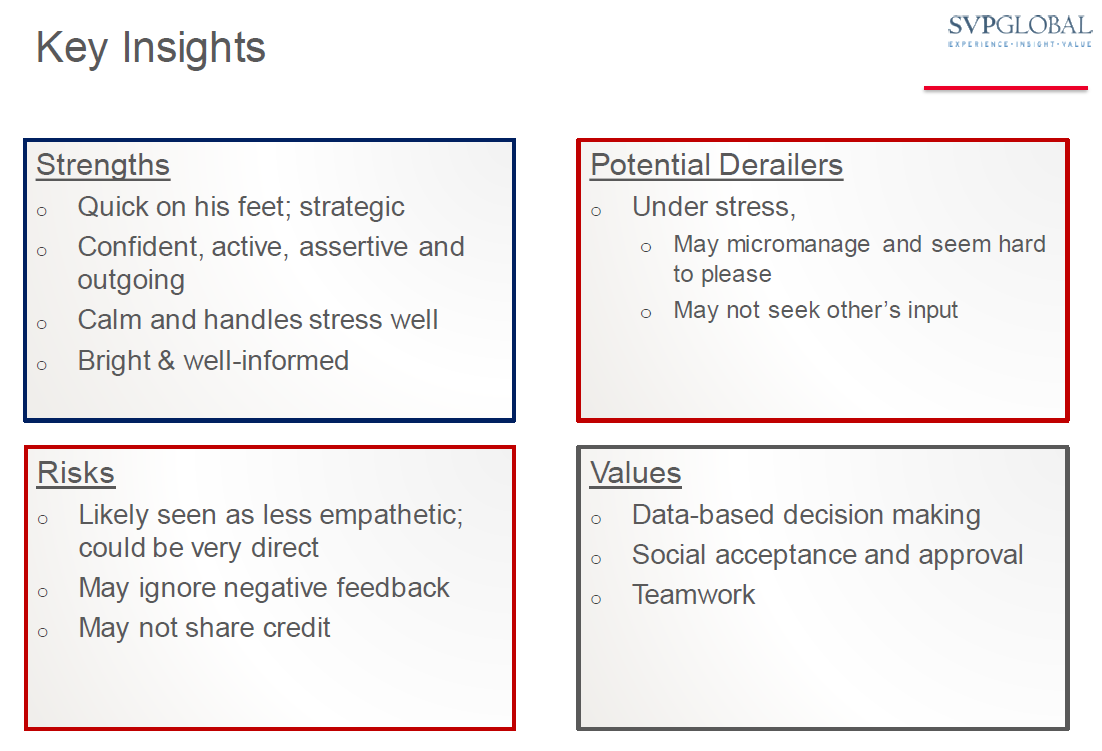 Key Insights
SVPGLOBAL
EXPERIENCE·INSIGHT·VALUE
Strengths
Quick on his feet; strategic
Confident, active, assertive and
outgoing
Calm and handles stress well
Bright & well-informed
Potential Derailers
Under stress,
May micromanage and seem hard
to please
May not seek other’s input
Risks
Likely seen as less empathetic;
could be very direct
May ignore negative feedback
May not share credit
Values
Data-based decision making
Social acceptance and approval
Teamwork